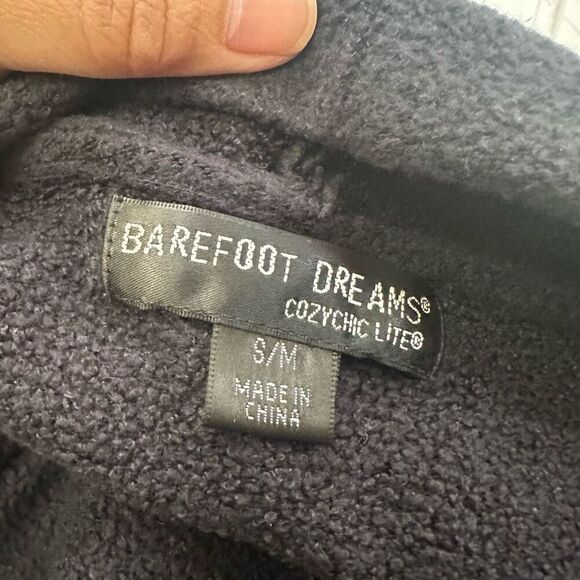 BAREFOOT DREAMS®
COZYCHIC LITE®
S/M
MADE IN
CHINA